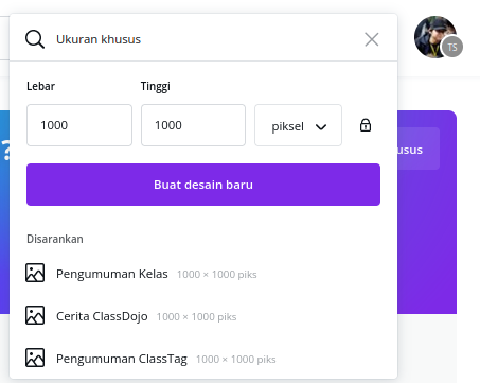 Ukuran khusus
TS
Lebar
Tinggi
1000
1000
piksel
?
usus
Buat desain baru
Disarankan
Pengumuman Kelas 1000 × 1000 piks
Cerita ClassDojo 1000 × 1000 piks
Pengumuman ClassTag 1000 × 1000 piks